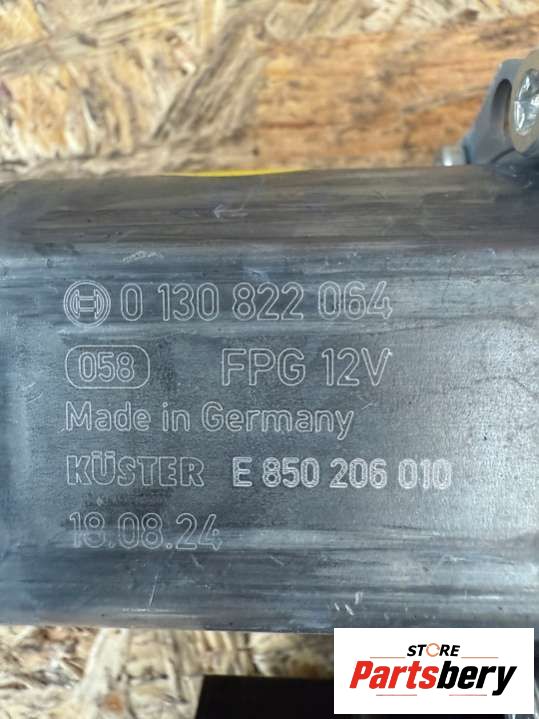 0 130 822 064
058 FPG 12V
Made in Germany
KÜSTER E 850 206 010
18.08.24
STORE
Partsbery